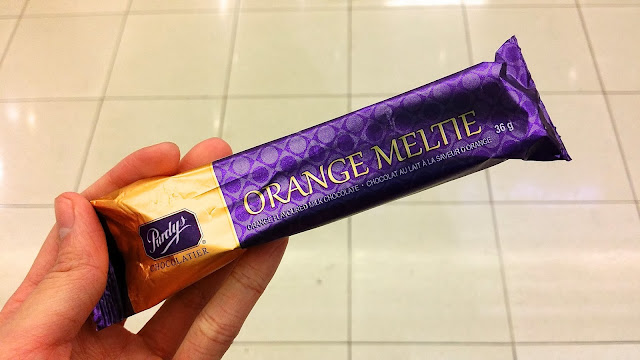 Purdys
CHOCOLATIER
ORANGE MELTIE
36 g
ORANGE FLAVOURED MILK CHOCOLATE • CHOCOLAT AU LAIT À LA SAVEUR D'ORANGE